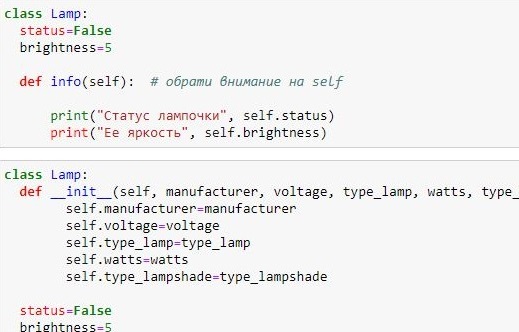 class Lamp:
status=False
brightness=5
def info(self): # обрати внимание на self
print("Статус лампочки", self.status)
print("Ее яркость", self.brightness)
class Lamp:
def __init__(self, manufacturer, voltage, type_lamp, watts, type_
self.manufacturer=manufacturer
self.voltage=voltage
self.type_lamp=type_lamp
self.watts=watts
self.type_lampshade=type_lampshade
status=False
brightness=5